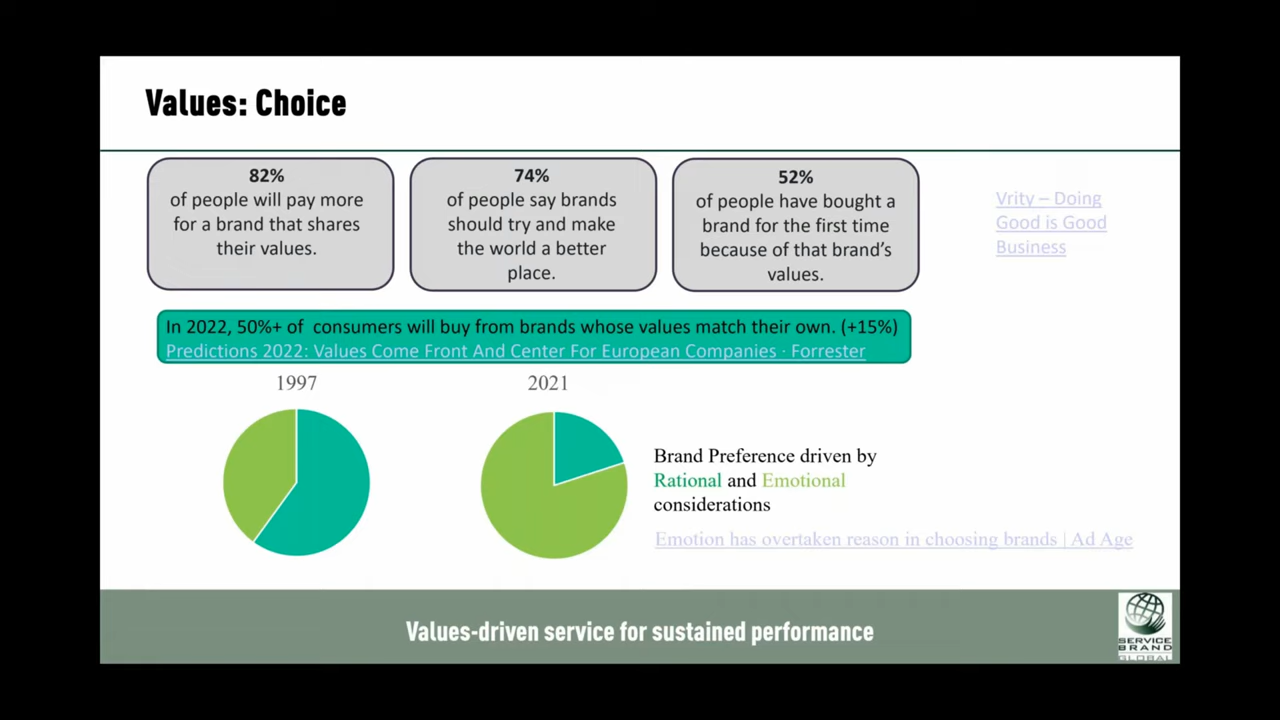 Values: Choice
82%
of people will pay more
for a brand that shares
their values.
74%
of people say brands
should try and make
the world a better
place.
52%
of people have bought a
brand for the first time
because of that brand’s
values.
Vrity – Doing
Good is Good
Business
In 2022, 50%+ of  consumers will buy from brands whose values match their own. (+15%)
Predictions 2022: Values Come Front And Center For European Companies · Forrester
1997
2021
Brand Preference driven by
Rational and Emotional
considerations
Emotion has overtaken reason in choosing brands | Ad Age
Values-driven service for sustained performance
SERVICE
BRAND
GLOBAL